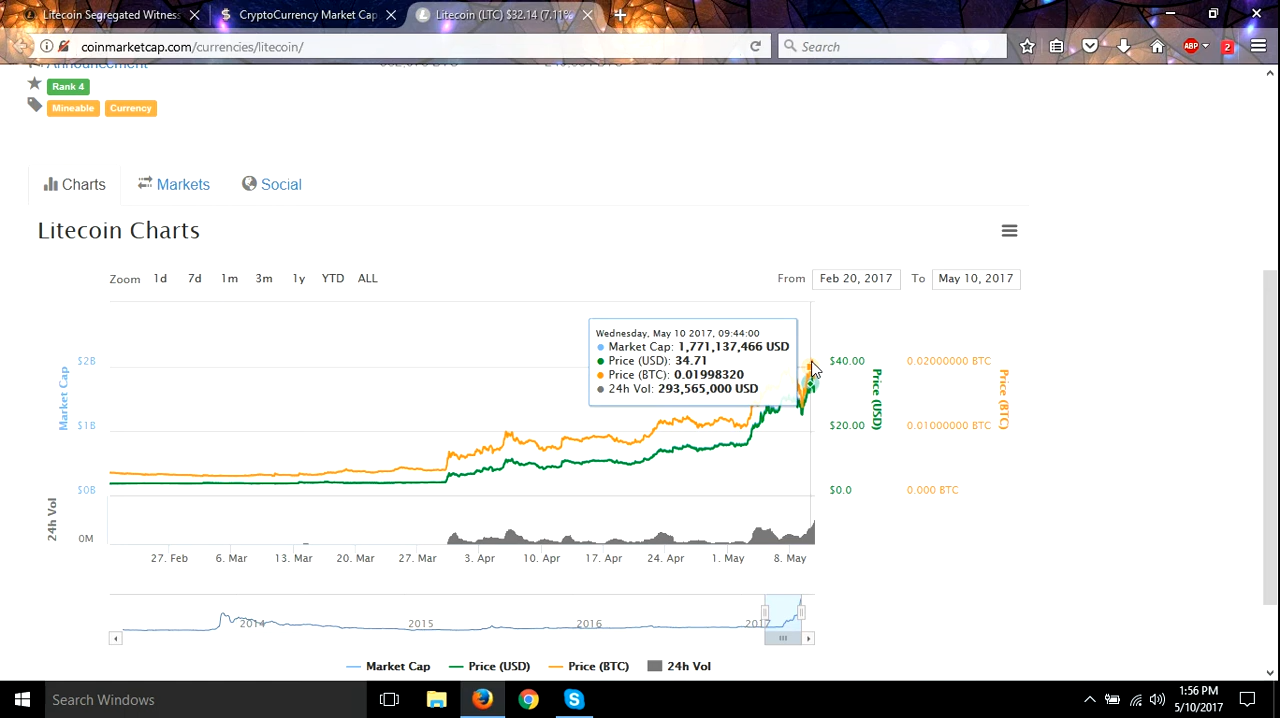 Litecoin Segregated Witness
CryptoCurrency Market Cap
Litecoin (LTC) $32.14 (7.11%
coinmarketcap.com/currencies/litecoin/
Search
ABP
2
Announcement
Rank 4
Mineable Currency
Charts Markets Social
Litecoin Charts
Zoom 1d 7d 1m 3m 1y YTD ALL
From Feb 20, 2017 To May 10, 2017
Wednesday, May 10 2017, 09:44:00
Market Cap: 1,771,137,466 USD
Price (USD): 34.71
Price (BTC): 0.01998320
24h Vol: 293,565,000 USD
$2B $40.00 0.02000000 BTC
Market Cap Price (USD) Price (BTC)
$1B $20.00 0.01000000 BTC
$0B $0.0 0.000 BTC
24h Vol
0M
27. Feb 6. Mar 13. Mar 20. Mar 27. Mar 3. Apr 10. Apr 17. Apr 24. Apr 1. May 8. May
2014 2015 2016 2017
Market Cap Price (USD) Price (BTC) 24h Vol
Search Windows
1:56 PM
5/10/2017